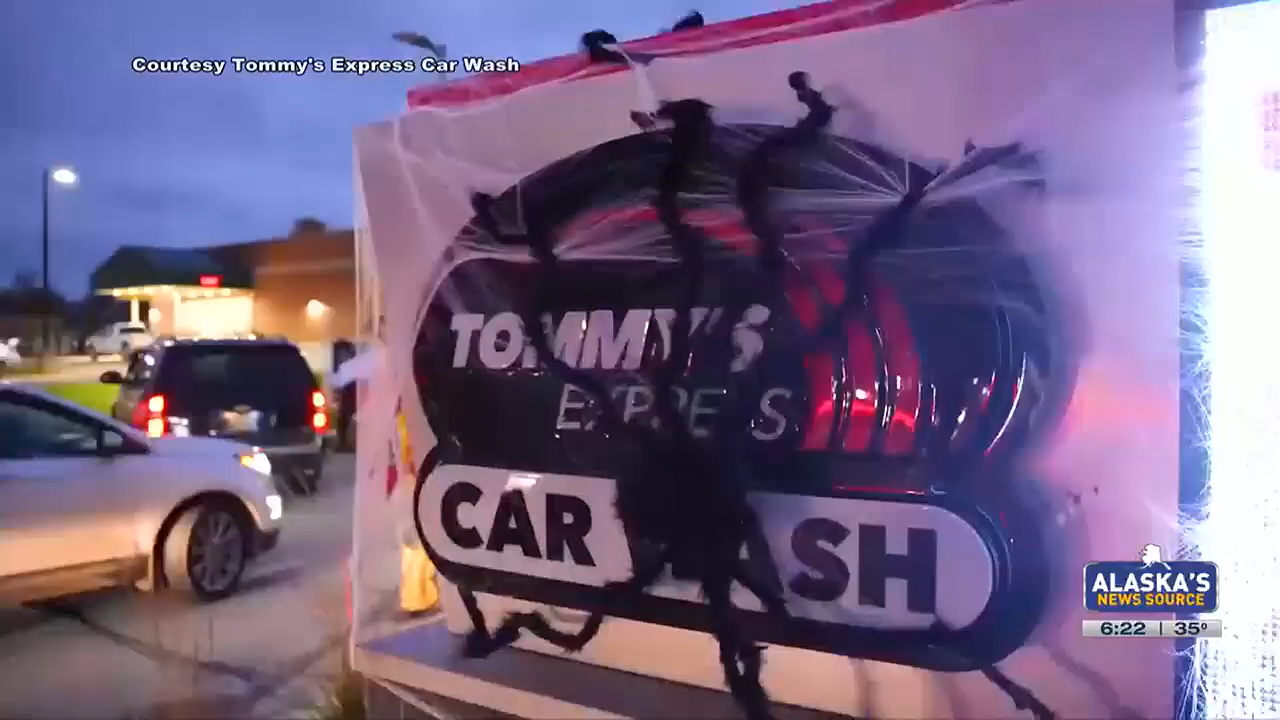 Courtesy Tommy's Express Car Wash
TOMMY'S
EXPRESS
CAR WASH
ALASKA'S
NEWS SOURCE
6:22 | 35°